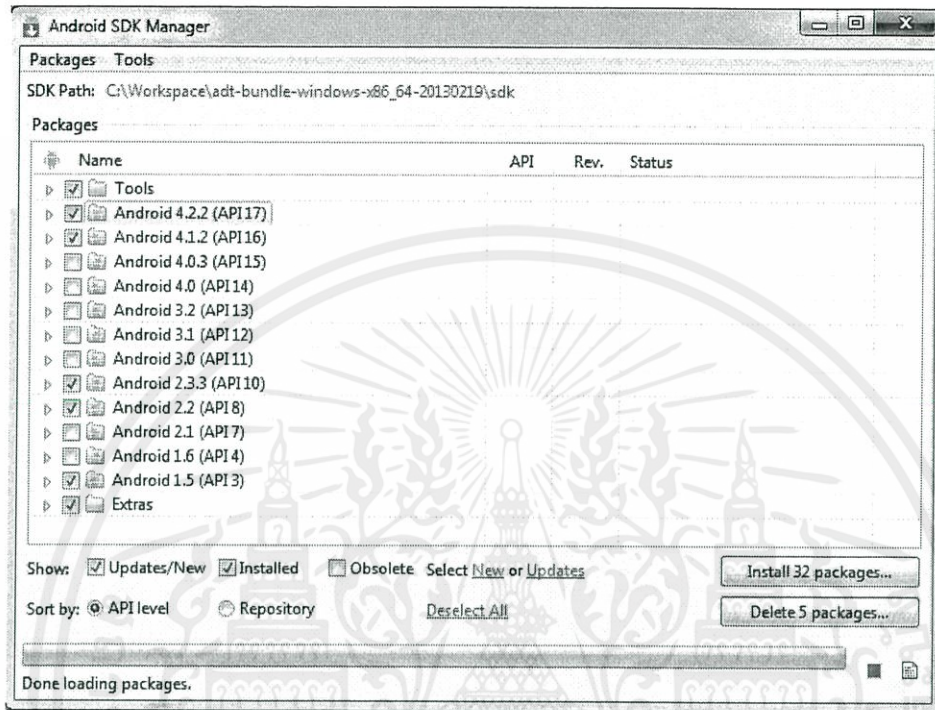 Android SDK Manager
Packages Tools
SDK Path: C:\Workspace\adt-bundle-windows-x86_64-20130219\sdk
Packages
Name API Rev. Status
Tools
Android 4.2.2 (API 17)
Android 4.1.2 (API 16)
Android 4.0.3 (API 15)
Android 4.0 (API 14)
Android 3.2 (API 13)
Android 3.1 (API 12)
Android 3.0 (API 11)
Android 2.3.3 (API 10)
Android 2.2 (API 8)
Android 2.1 (API 7)
Android 1.6 (API 4)
Android 1.5 (API 3)
Extras
Show: Updates/New Installed Obsolete Select New or Updates Install 32 packages...
Sort by: API level Repository Deselect All Delete 5 packages...
Done loading packages.